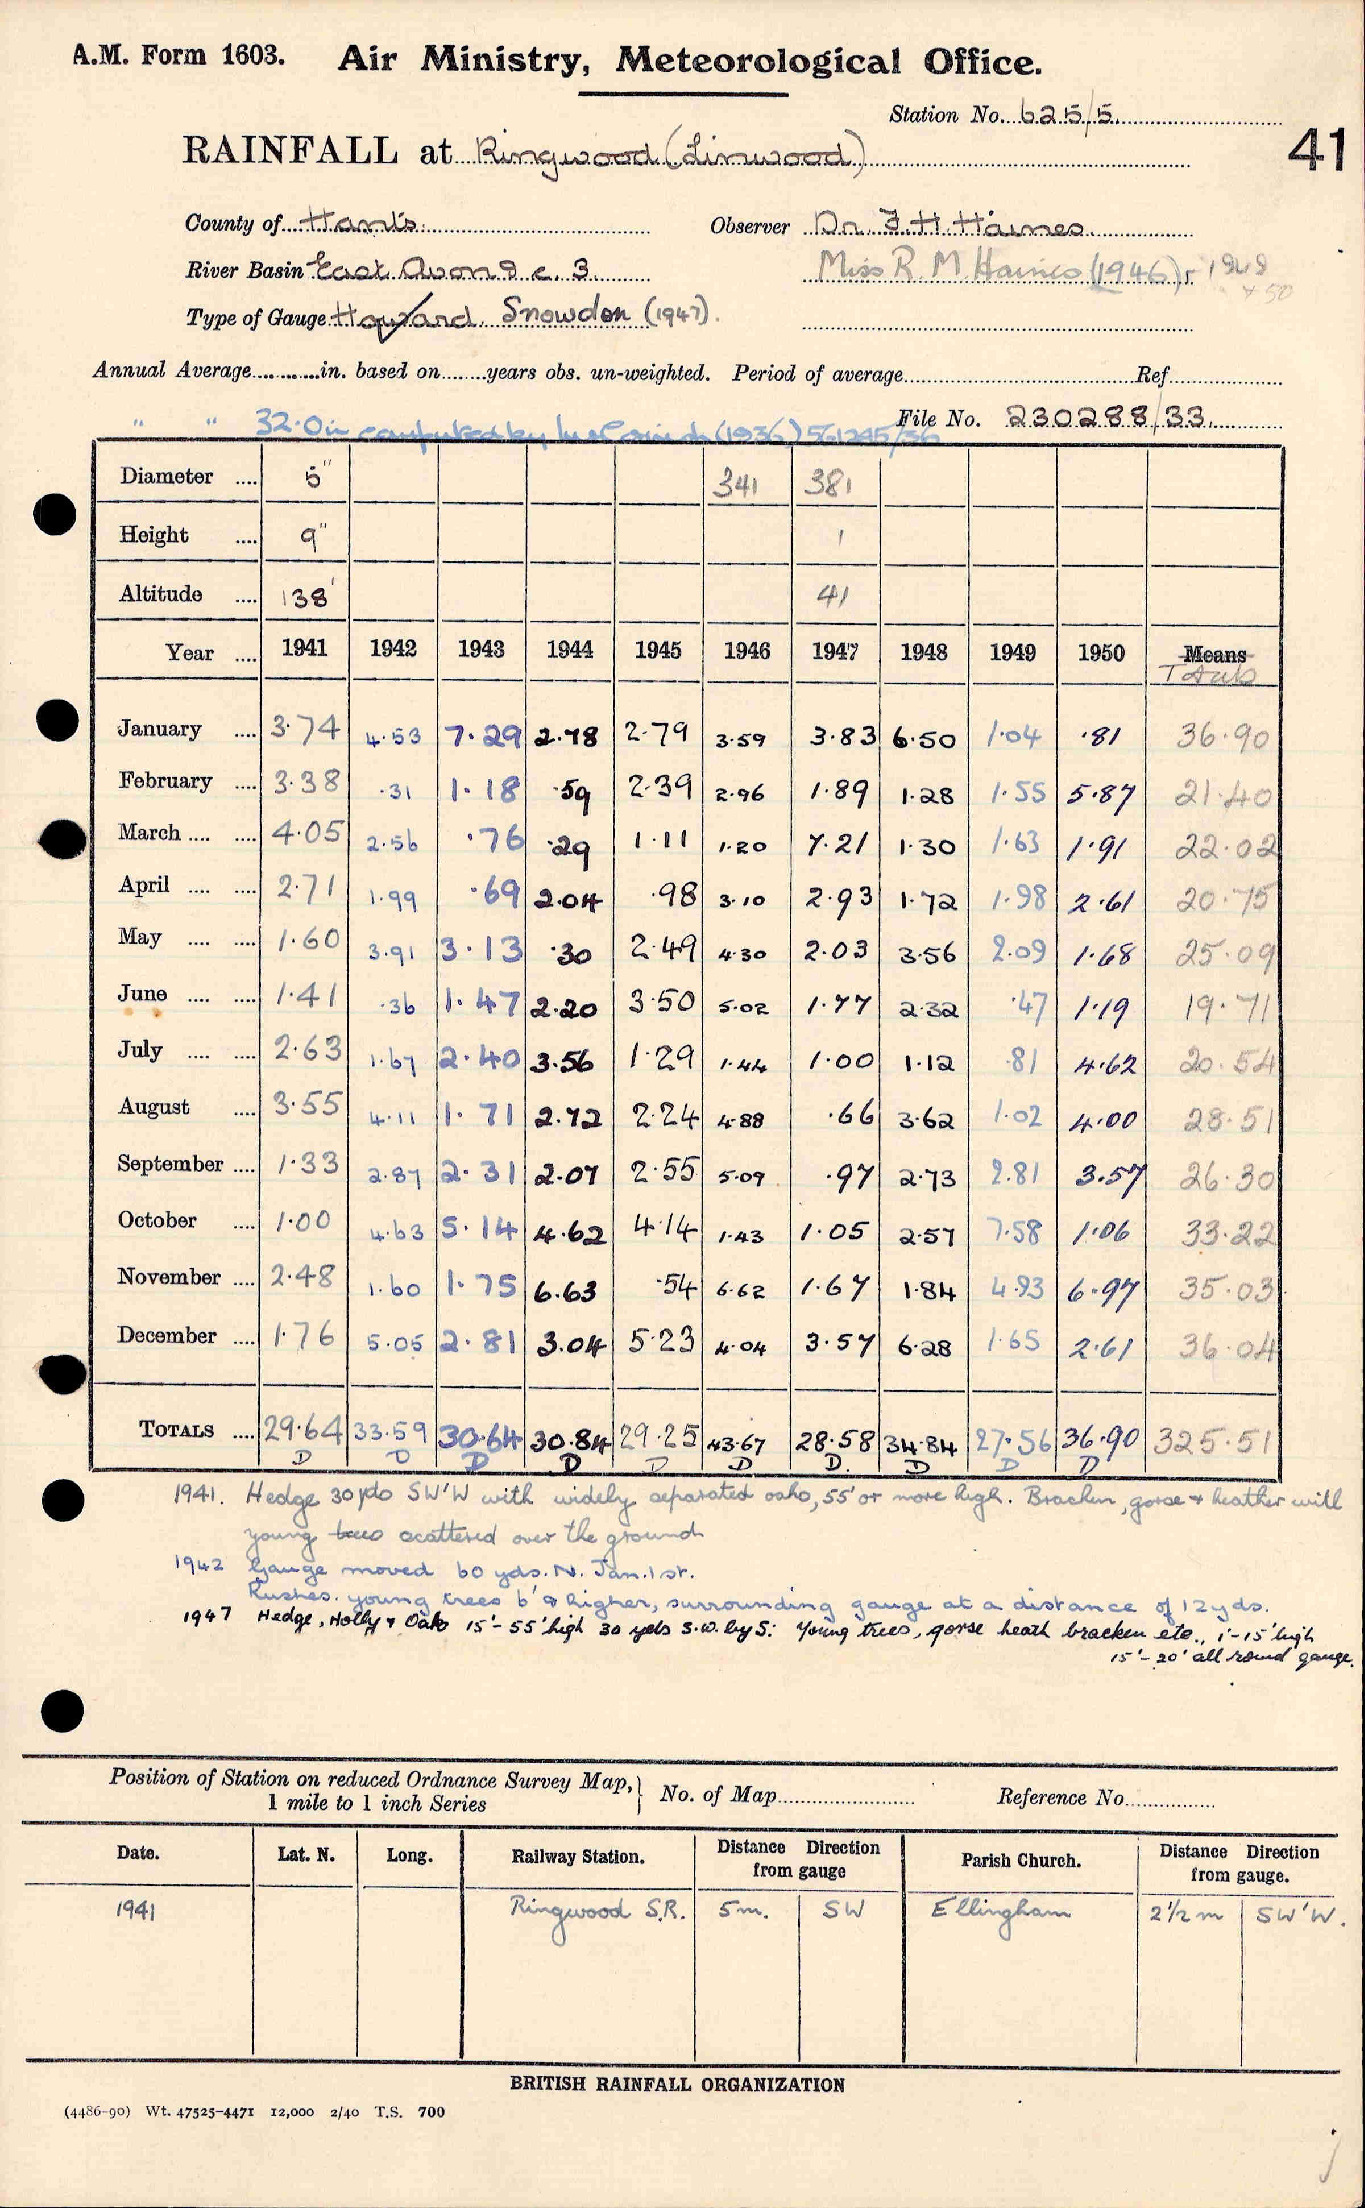 A.M. Form 1603. Air Ministry, Meteorological Office.
Station No. 625/5
RAINFALL at Ringwood (Linwood)
41
County of Hants. Observer Dr. F. H. Haines
River Basin East Avon 9 c. 3 Miss R. M. Haines (1946) 1949 + 50
Type of Gauge Howard Snowdon (1947).
Annual Average in. based on years obs. un-weighted. Period of average Ref
" " 32.0 in computed by (1936) File No. 230288/33
Diameter 5" 341 381
Height 9" 1
Altitude 138' 41
Year 1941 1942 1943 1944 1945 1946 1947 1948 1949 1950 Means Totals
January 3.74 4.53 7.29 2.78 2.79 3.59 3.83 6.50 1.04 .81 36.90
February 3.38 .31 1.18 .59 2.39 2.96 1.89 1.28 1.55 5.87 21.40
March 4.05 2.56 .76 .29 1.11 1.20 7.21 1.30 1.63 1.91 22.02
April 2.71 1.99 .69 2.04 .98 3.10 2.93 1.72 1.98 2.61 20.75
May 1.60 3.91 3.13 .30 2.49 4.30 2.03 3.56 2.09 1.68 25.09
June 1.41 .36 1.47 2.20 3.50 5.02 1.77 2.32 .47 1.19 19.71
July 2.63 1.67 2.40 3.56 1.29 1.44 1.00 1.12 .81 4.62 20.54
August 3.55 4.11 1.71 2.72 2.24 4.88 .66 3.62 1.02 4.00 28.51
September 1.33 2.87 2.31 2.07 2.55 5.09 .97 2.73 2.81 3.57 26.30
October 1.00 4.63 5.14 4.62 4.14 1.43 1.05 2.57 7.58 1.06 33.22
November 2.48 1.60 1.75 6.63 .54 6.62 1.67 1.84 4.93 6.97 35.03
December 1.76 5.05 2.81 3.04 5.23 4.04 3.57 6.28 1.65 2.61 36.04
TOTALS 29.64 33.59 30.64 30.84 29.25 43.67 28.58 34.84 27.56 36.90 325.51
D D D D D D D. D D D
1941. Hedge 30 yds SW'W with widely separated oaks, 55' or more high. Bracken, gorse + heather with
young trees scattered over the ground
1942 Gauge moved 60 yds. N. Jan. 1st.
Rushes. young trees 6' & higher, surrounding gauge at a distance of 12 yds.
1947 Hedge, Holly & Oaks 15'-55' high 30 yds S.W. by S: Young trees, gorse heath bracken etc., 1'-15' high
15'-20' all round gauge.
Position of Station on reduced Ordnance Survey Map, 1 mile to 1 inch Series No. of Map Reference No.
Date. Lat. N. Long. Railway Station. Distance Direction from gauge Parish Church. Distance Direction from gauge.
1941 Ringwood S.R. 5 m. SW Ellingham 2½ m SW'W.
BRITISH RAINFALL ORGANIZATION
(4486-90) Wt. 47525-4471 12,000 2/40 T.S. 700